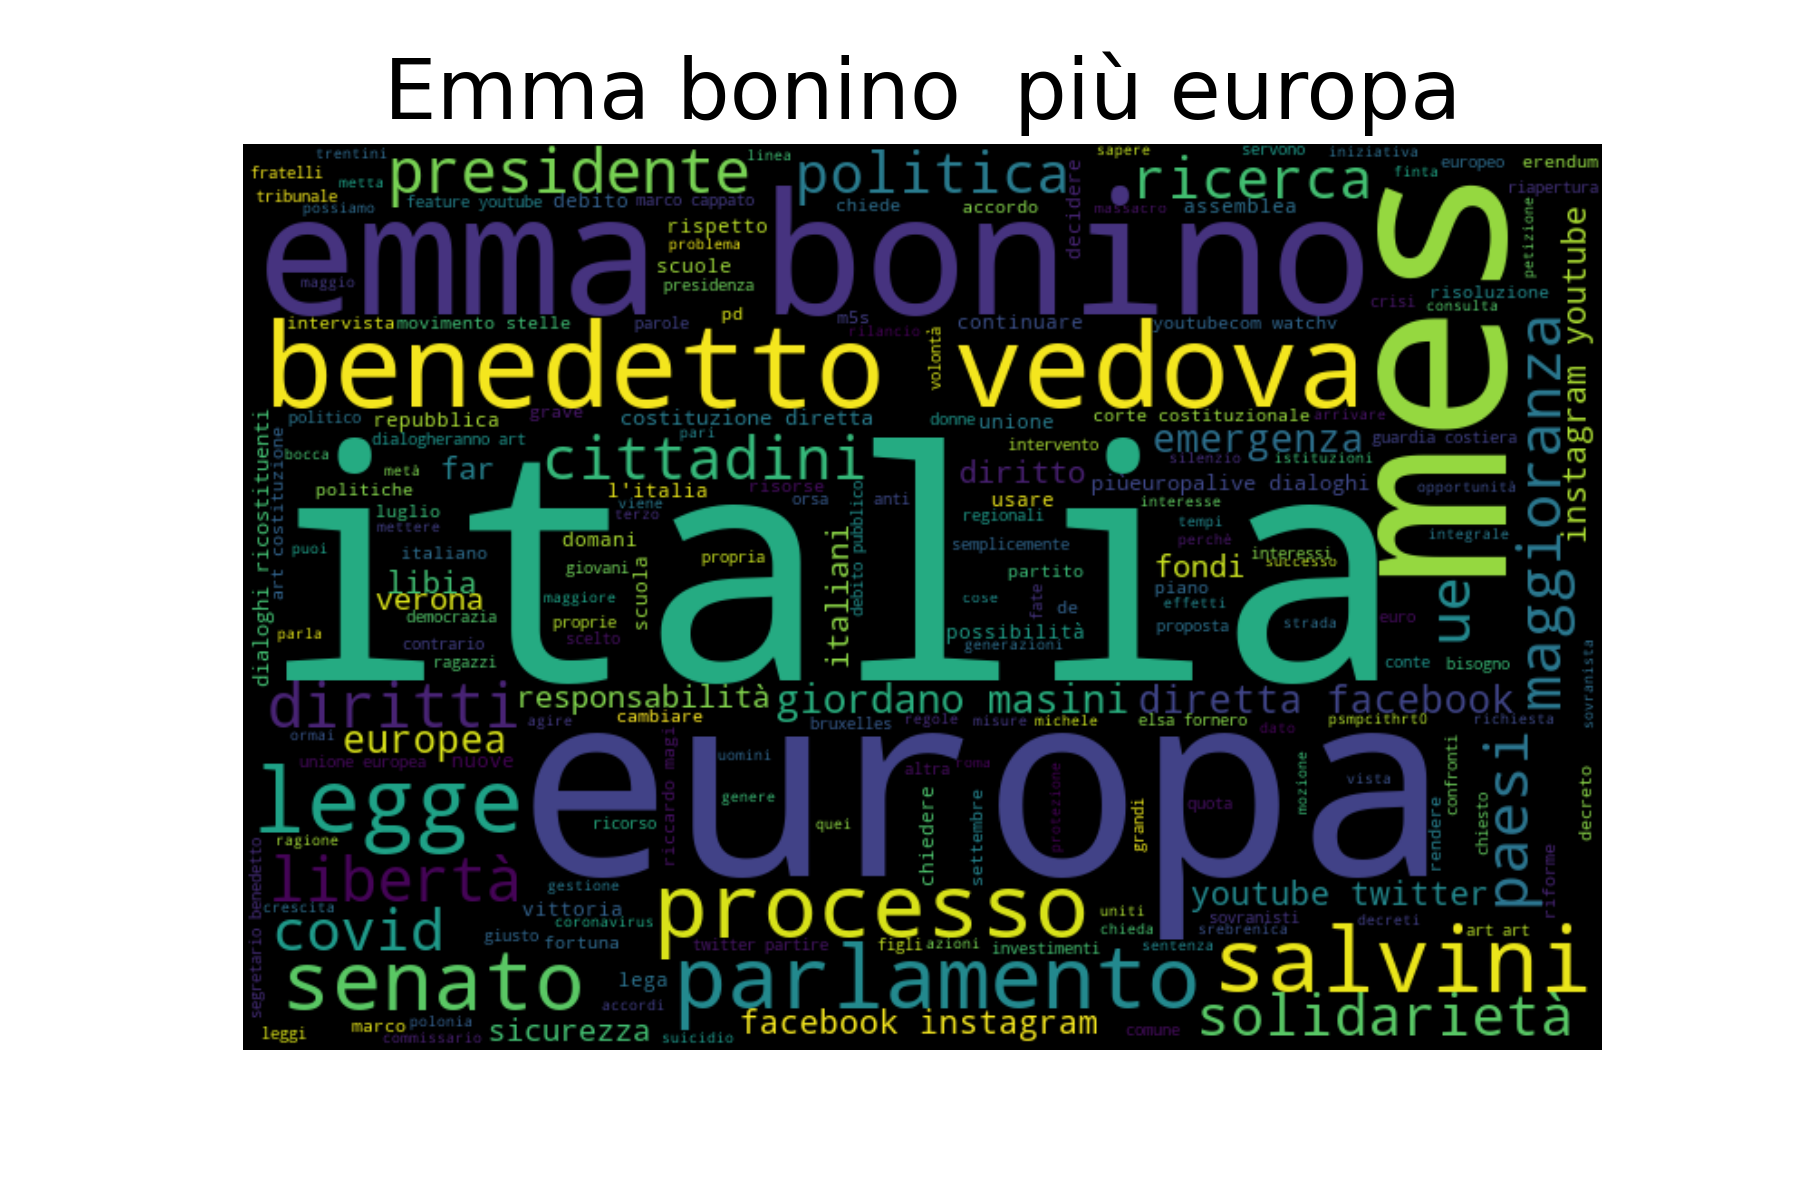 Emma bonino  più europa
trentini
linea
sapere
servono
iniziativa
fratelli
presidente
politica
ricerca
finta
europeo
erendum
metta
tribunale
riapertura
possiamo
feature youtube
debito
marco cappato
chiede
accordo
decidere
massacro
assemblea
mes
petizione
instagram youtube
emma bonino
rispetto
problema
scuole
presidenza
maggio
crisi
risoluzione
consulta
intervista
movimento stelle
parole
pd
m5s
rilancio
continuare
youtubecom watchv
benedetto vedova
volontà
maggioranza
politico
repubblica
grave
costituzione diretta
donne
unione
corte costituzionale
arrivare
dialoghi ricostituenti
art costituzione
dialogheranno art
pari
intervento
emergenza
guardia costiera
bocca
metà
far
cittadini
diritto
silenzio
istituzioni
politiche
l'italia
risorse
orsa
anti
usare
piueuropalive dialoghi
opportunità
italia
luglio
viene
terzo
regionali
interesse
mettere
tempi
integrale
puoi
italiano
domani
propria
italiani
debito pubblico
semplicemente
perchè
interessi
successo
libia
giovani
scuola
partito
fondi
verona
maggiore
cose
fate
de
piano
effetti
ue
democrazia
proprie
proposta
strada
euro
parla
contrario
scelto
possibilità
generazioni
ragazzi
conte
bisogno
sovranista
diritti
responsabilità
giordano masini
diretta facebook
agire
cambiare
bruxelles
regole
misure
michele
elsa fornero
dato
psmpcithrt0
richiesta
ormai
europea
riccardo magi
europa
paesi
unione europea
nuove
uomini
altra
roma
protezione
mozione
vista
confronti
decreto
legge
genere
chiedere
settembre
grandi
quota
rendere
chiesto
ricorso
quei
ragione
riforme
segretario benedetto
libertà
gestione
processo
youtube twitter
crescita
vittoria
coronavirus
uniti
sovranisti
decreti
covid
giusto
fortuna
chieda
srebrenica
art art
twitter partire
figli
azioni
investimenti
sentenza
salvini
senato
lega
parlamento
accordi
solidarietà
leggi
marco
polonia
commissario
sicurezza
suicidio
facebook instagram
comune